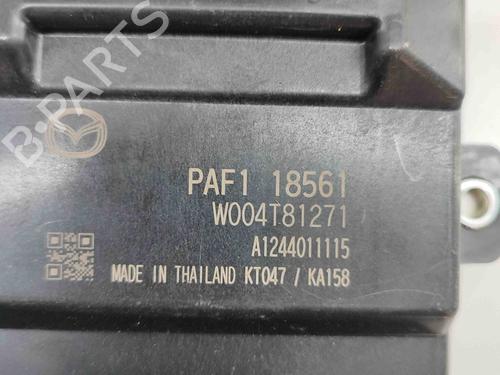 B-PARTS
PAF1 18561
W004T81271
A1244011115
MADE IN THAILAND KT047 / KA158